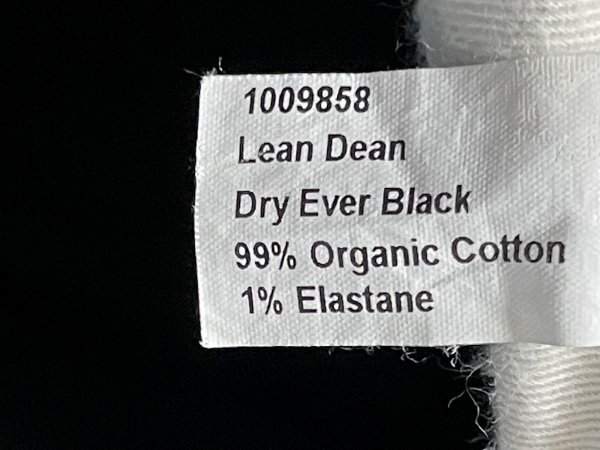 1009858
Lean Dean
Dry Ever Black
99% Organic Cotton
1% Elastane